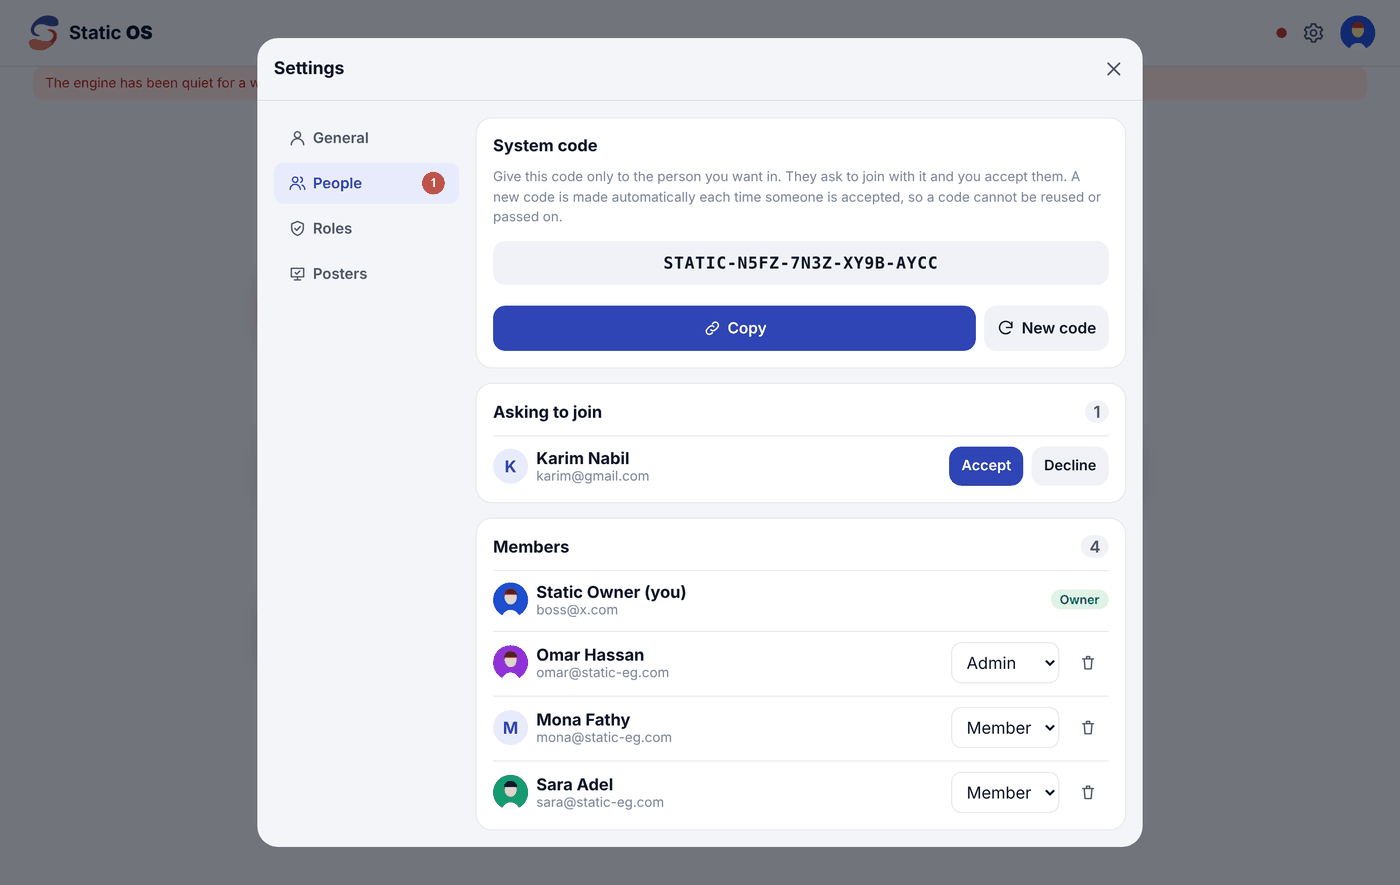 Static OS
The engine has been quiet for a
Settings
General
People 1
Roles
Posters
System code
Give this code only to the person you want in. They ask to join with it and you accept them. A
new code is made automatically each time someone is accepted, so a code cannot be reused or
passed on.
STATIC-N5FZ-7N3Z-XY9B-AYCC
Copy
New code
Asking to join 1
K
Karim Nabil
karim@gmail.com
Accept
Decline
Members 4
Static Owner (you)
boss@x.com
Owner
Omar Hassan
omar@static-eg.com
Admin
M
Mona Fathy
mona@static-eg.com
Member
Sara Adel
sara@static-eg.com
Member